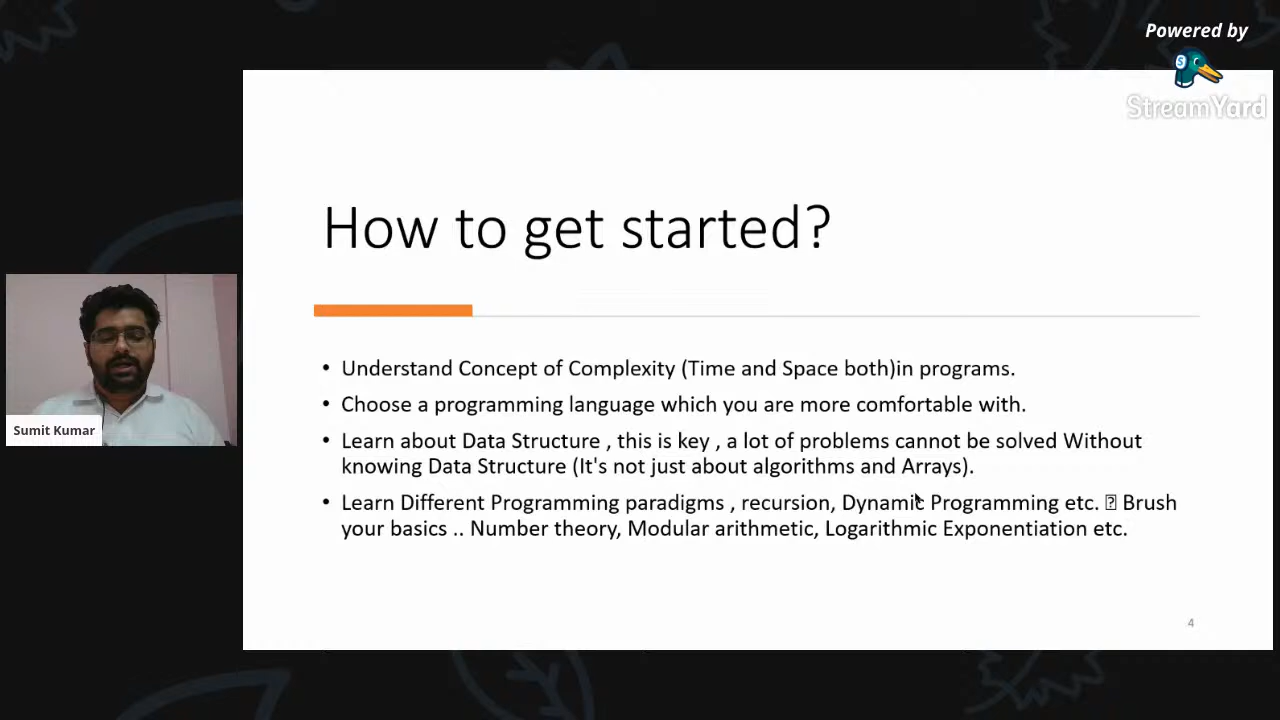 Powered by
StreamYard
How to get started?
• Understand Concept of Complexity (Time and Space both)in programs.
• Choose a programming language which you are more comfortable with.
• Learn about Data Structure , this is key , a lot of problems cannot be solved Without
knowing Data Structure (It's not just about algorithms and Arrays).
• Learn Different Programming paradigms , recursion, Dynamic Programming etc. Brush
your basics .. Number theory, Modular arithmetic, Logarithmic Exponentiation etc.
Sumit Kumar
4